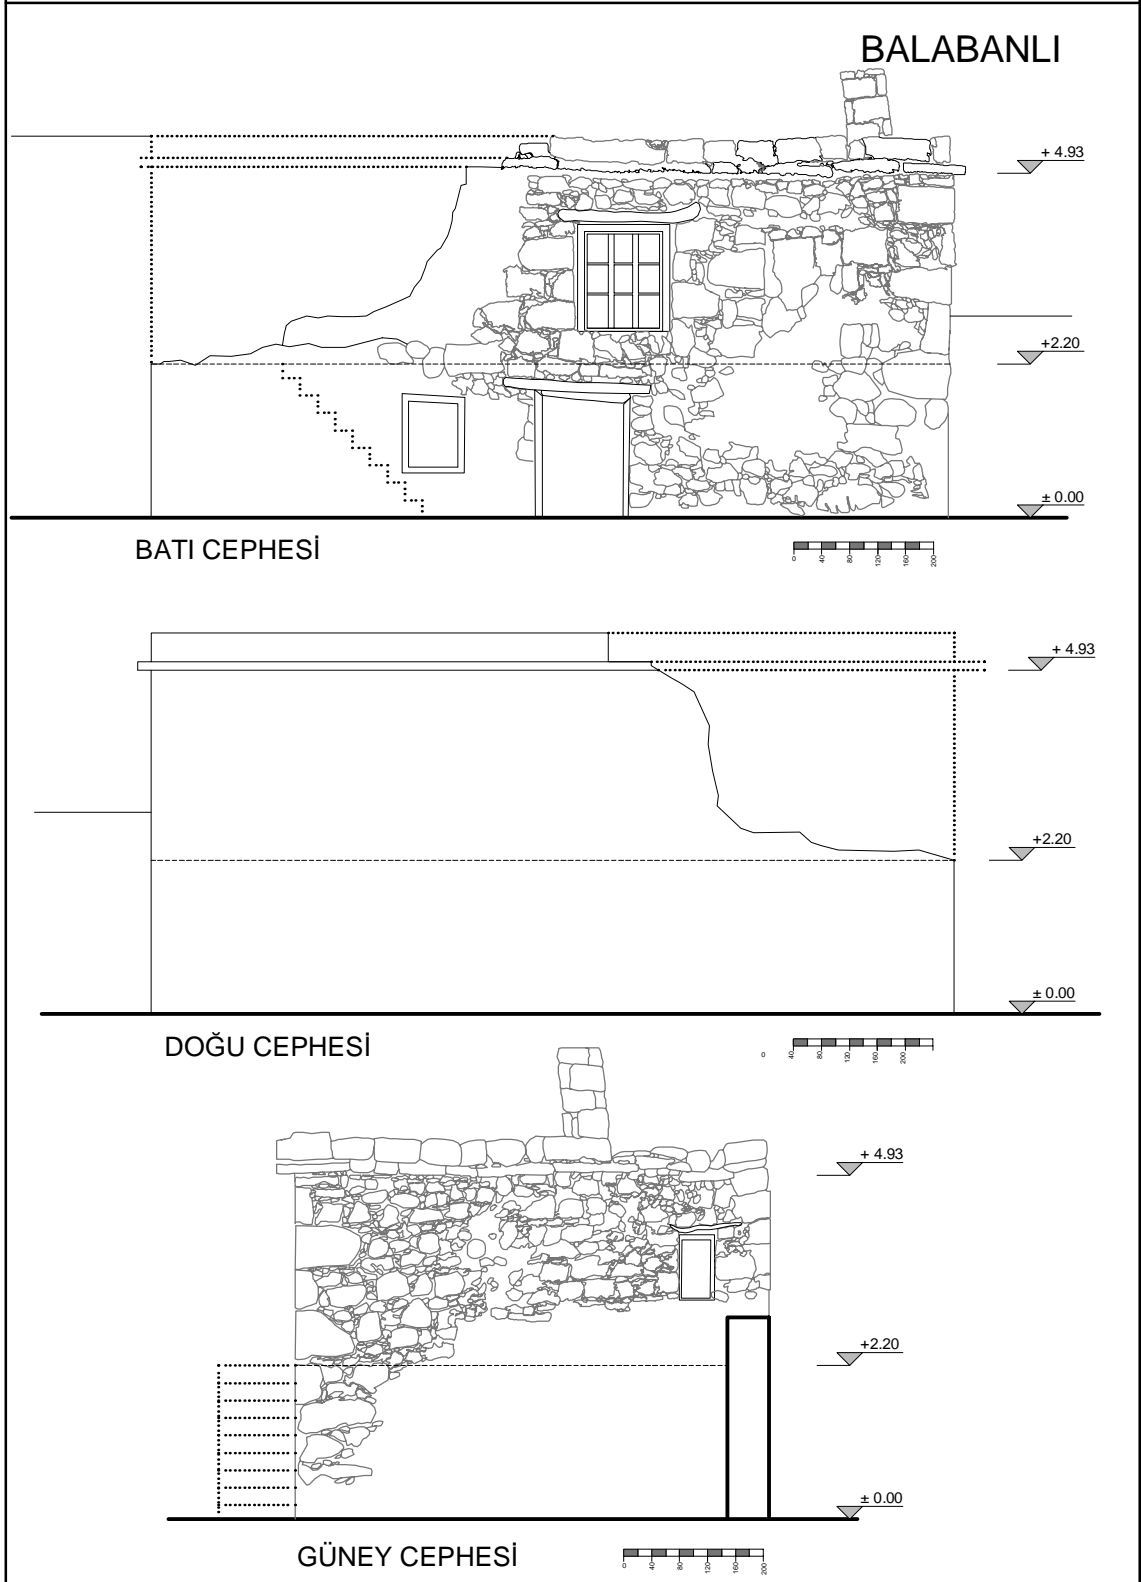 BALABANLI
+ 4.93
+2.20
± 0.00
BATI CEPHESİ
0 40 80 120 160 200
+ 4.93
+2.20
± 0.00
DOĞU CEPHESİ
0 40 80 120 160 200
+ 4.93
+2.20
± 0.00
GÜNEY CEPHESİ
0 40 80 120 160 200